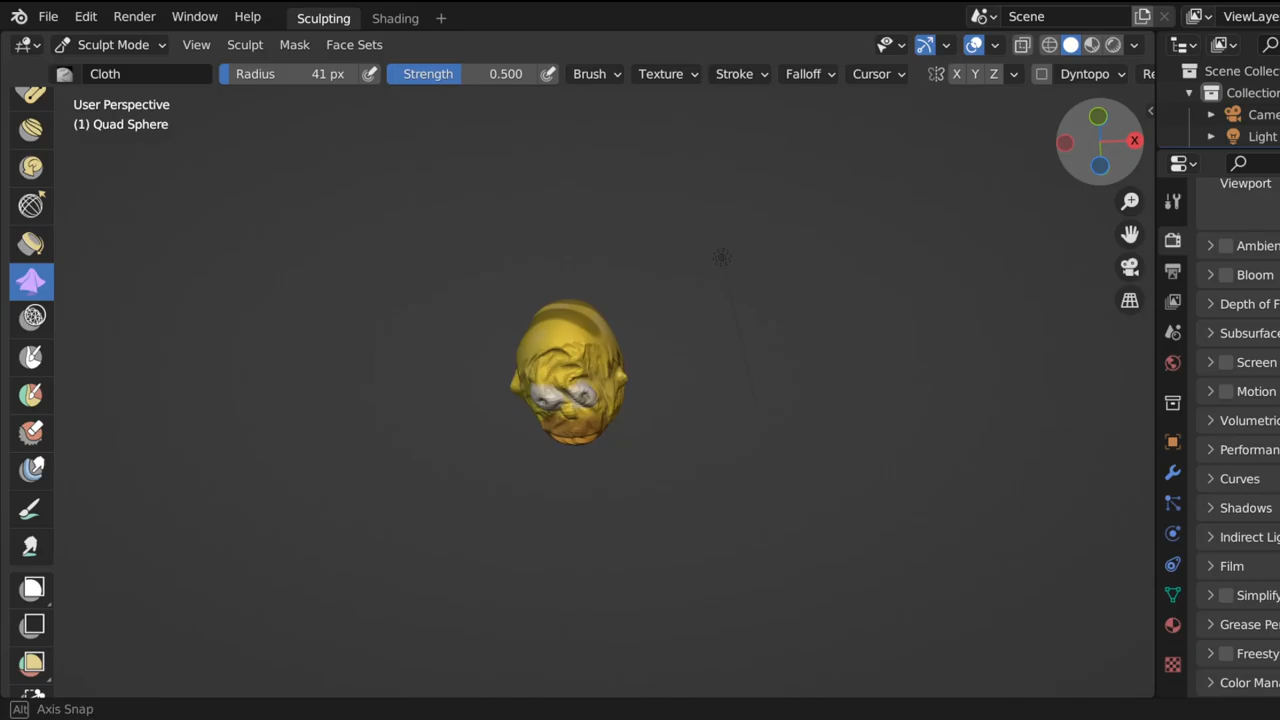 File Edit Render Window Help Sculpting Shading + Scene ViewLaye
Sculpt Mode View Sculpt Mask Face Sets
Cloth Radius 41 px Strength 0.500 Brush Texture Stroke Falloff Cursor X Y Z Dyntopo Re
User Perspective
(1) Quad Sphere
X
Scene Collec
Collection
Came
Light
Viewport
Ambien
Bloom
Depth of F
Subsurface
Screen
Motion
Volumetric
Performan
Curves
Shadows
Indirect Lig
Film
Simplify
Grease Pen
Freesty
Color Mana
Alt Axis Snap